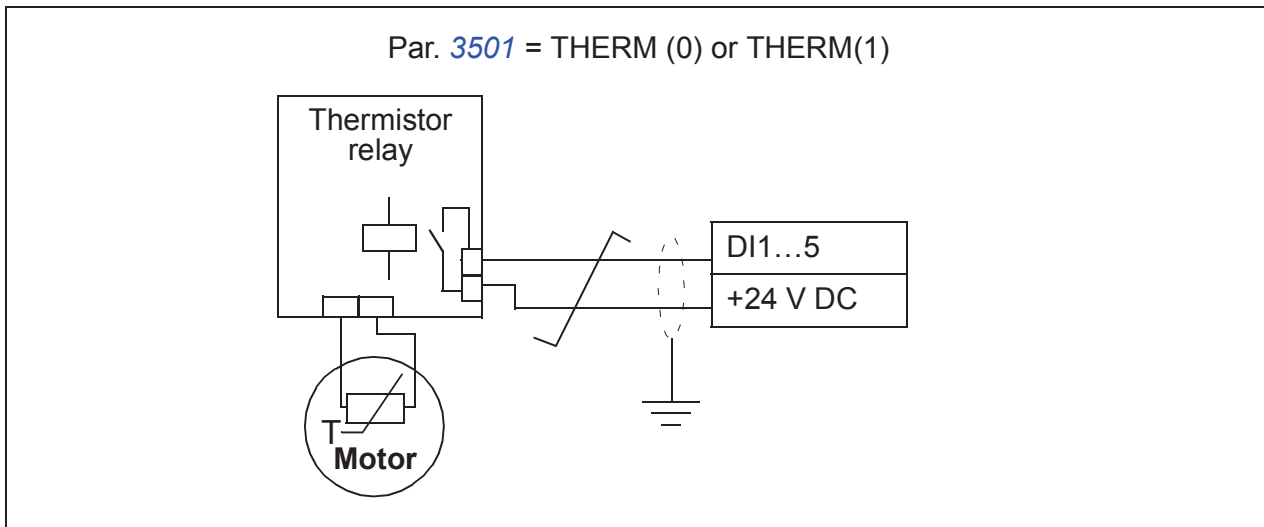 Par. 3501 = THERM (0) or THERM(1)
Thermistor
relay
DI1…5
+24 V DC
T
Motor